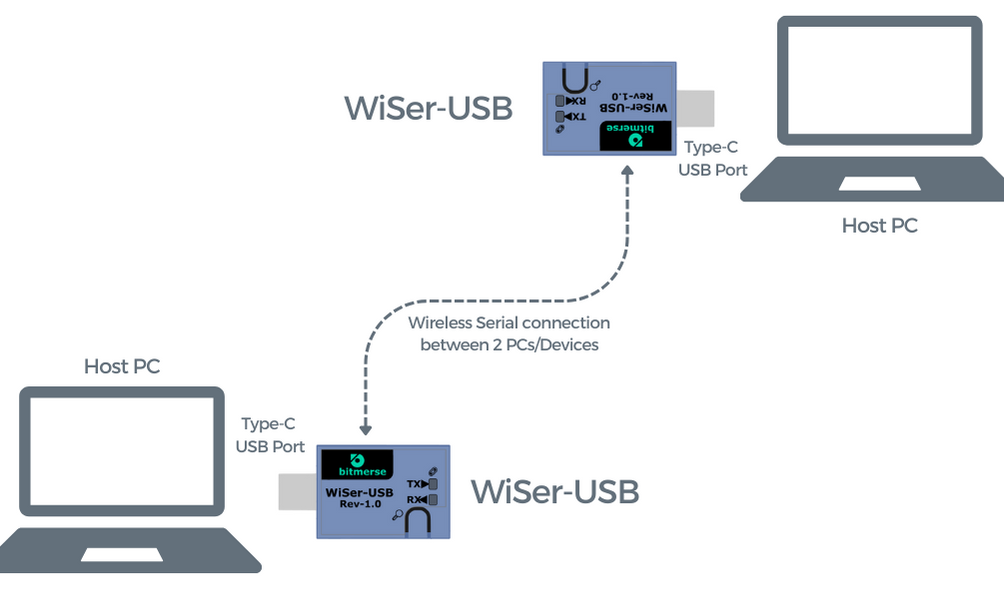 WiSer-USB
RX
TX
WiSer-USB
Rev-1.0
bitmerse
Type-C
USB Port
Host PC
Wireless Serial connection
between 2 PCs/Devices
Host PC
Type-C
USB Port
bitmerse
WiSer-USB
Rev-1.0
TX
RX
WiSer-USB